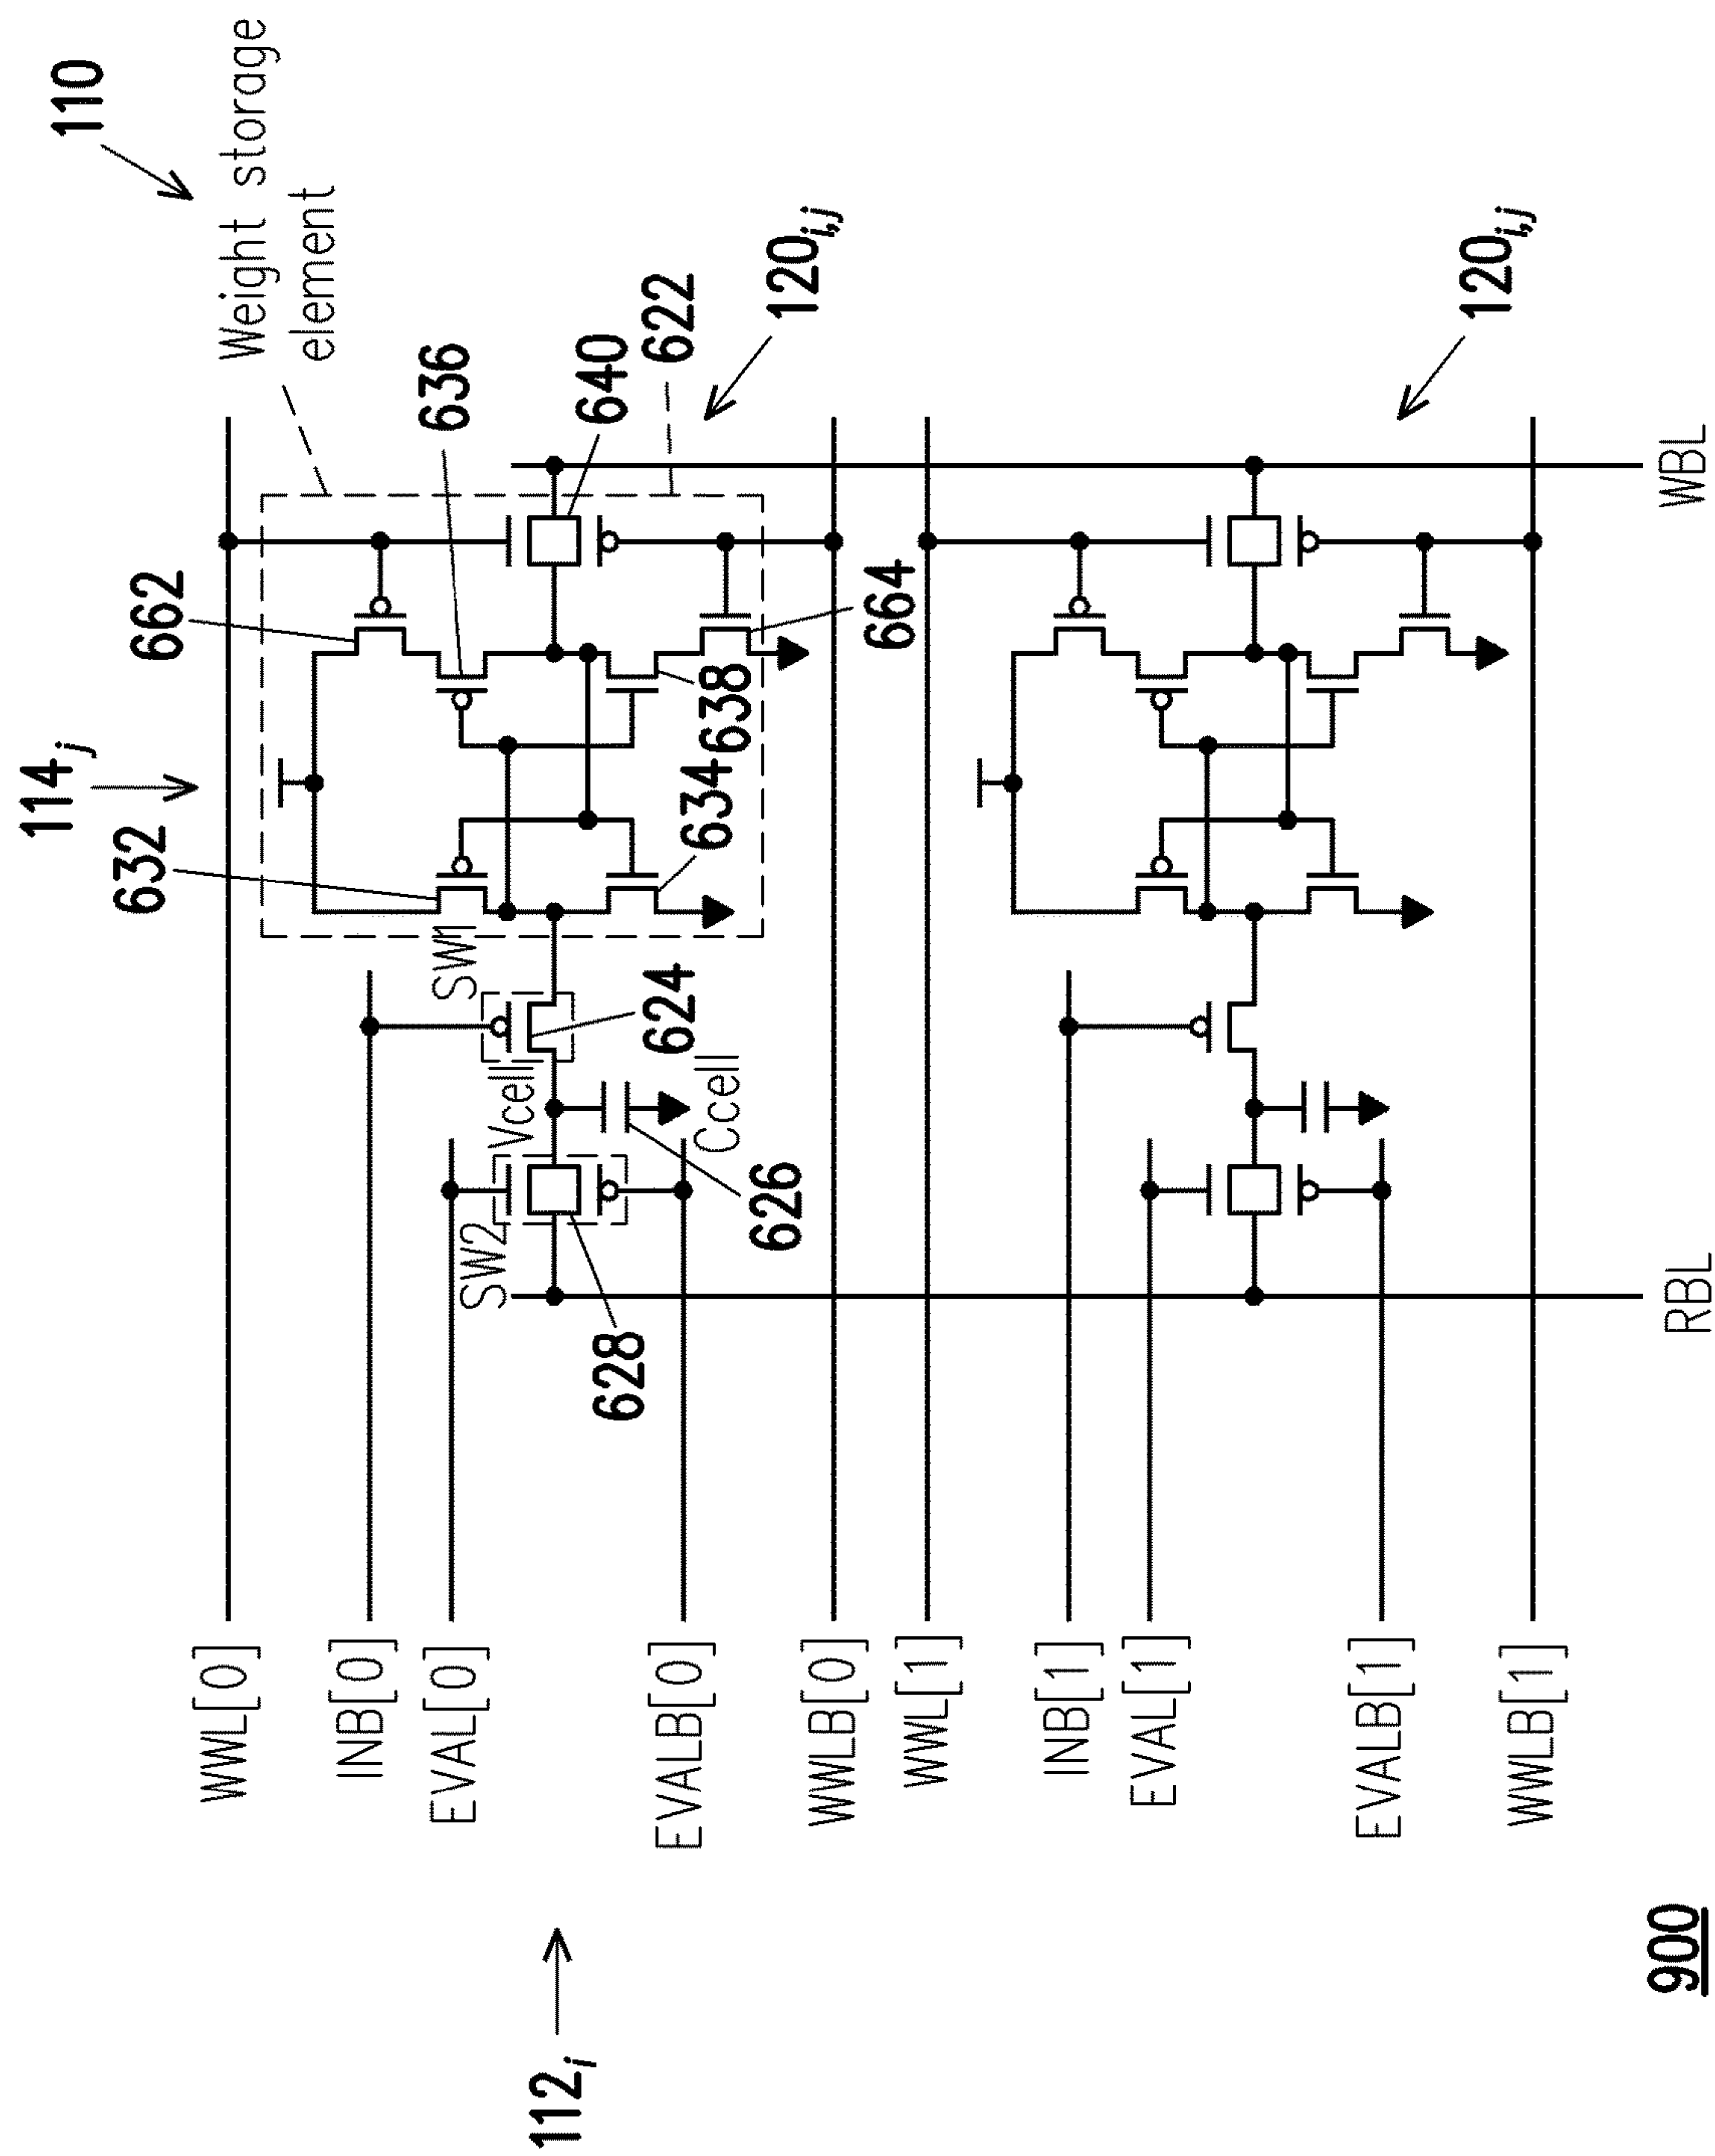 110
Weight storage
element
114j
632
662
636
640
622
120i,j
SW1
634
638
664
Vcell
624
Ccell
626
SW2
628
WWL[0]
INB[0]
EVAL[0]
EVALB[0]
WWLB[0]
WWL[1]
INB[1]
EVAL[1]
EVALB[1]
WWLB[1]
120i,j
RBL
WBL
112i
900